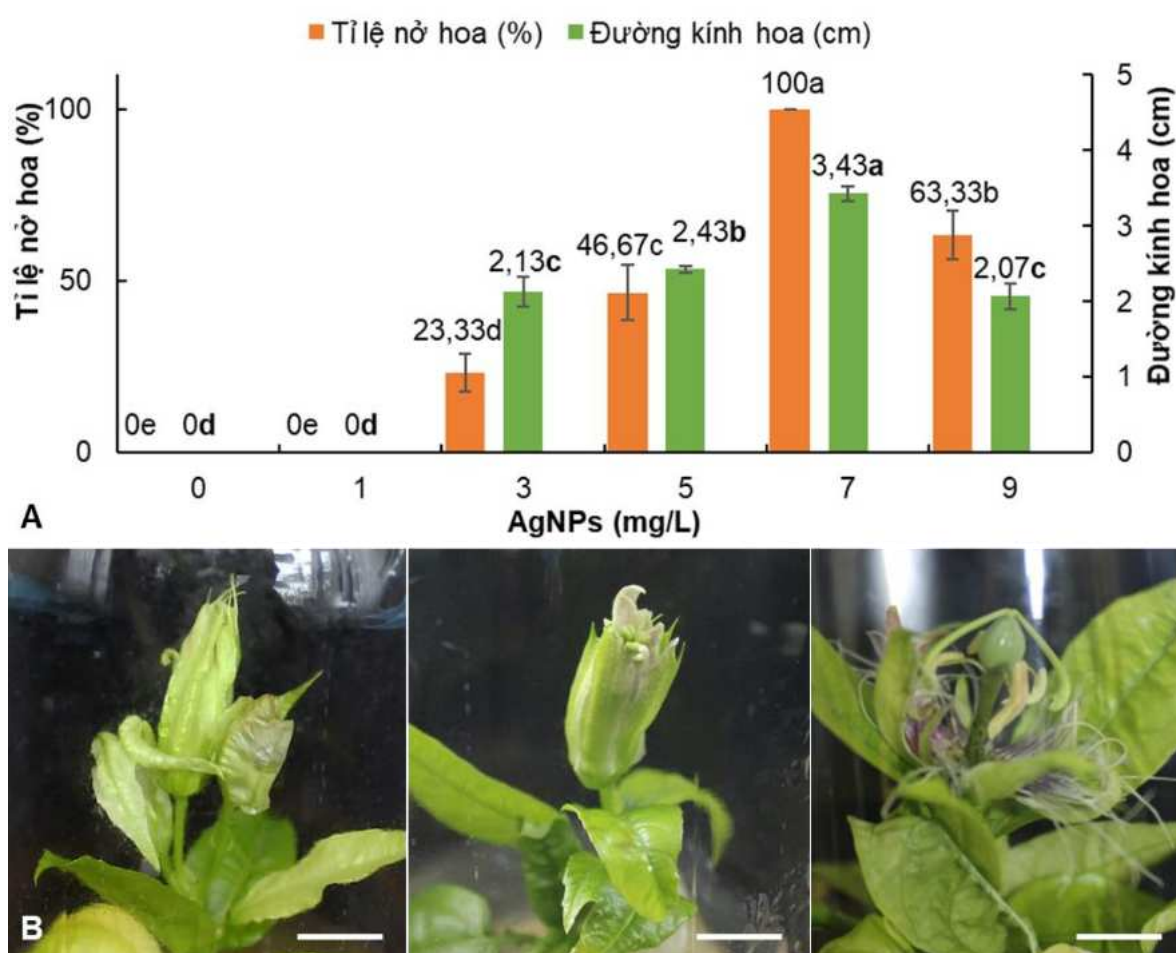 Tỉ lệ nở hoa (%) Đường kính hoa (cm)
Tỉ lệ nở hoa (%)
100
50
0
0e 0d 0e 0d 23,33d 2,13c 46,67c 2,43b 100a 3,43a 63,33b 2,07c
5
4
3
2
1
0
Đường kính hoa (cm)
0 1 3 5 7 9
AgNPs (mg/L)
A
B